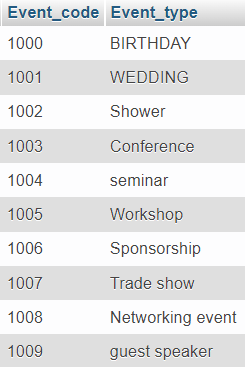 Event_code Event_type
1000 BIRTHDAY
1001 WEDDING
1002 Shower
1003 Conference
1004 seminar
1005 Workshop
1006 Sponsorship
1007 Trade show
1008 Networking event
1009 guest speaker